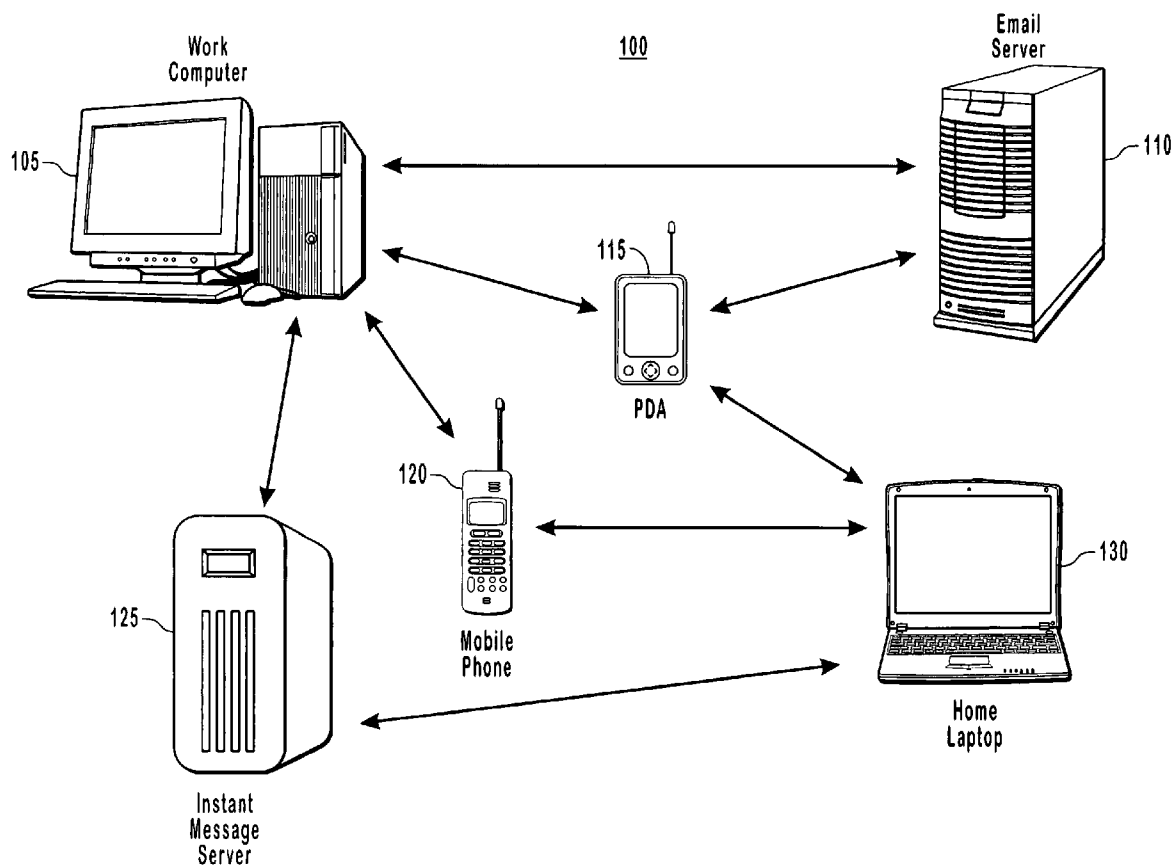 100
Work
Computer
Email
Server
105
110
115
PDA
120
130
125
Mobile
Phone
Home
Laptop
Instant
Message
Server